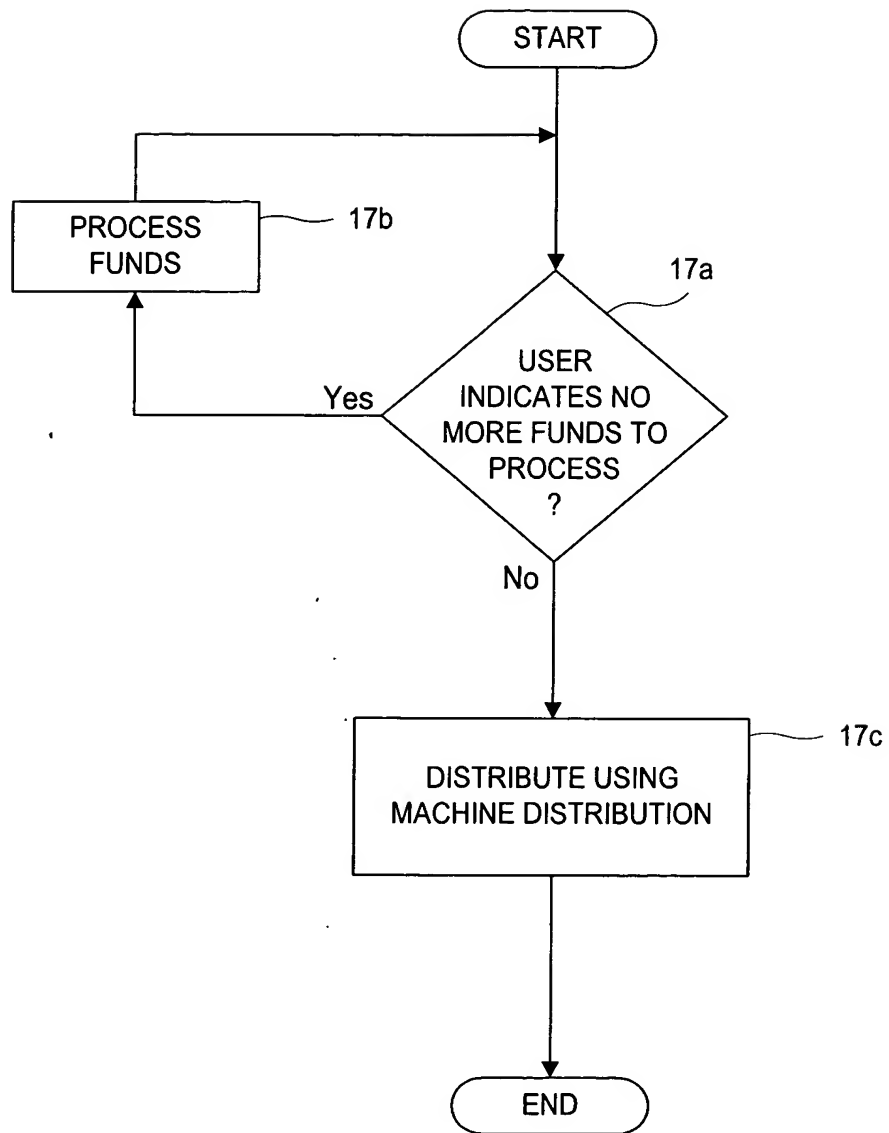 START
PROCESS
FUNDS
17b
17a
USER
INDICATES NO
MORE FUNDS TO
PROCESS
?
Yes
No
17c
DISTRIBUTE USING
MACHINE DISTRIBUTION
END